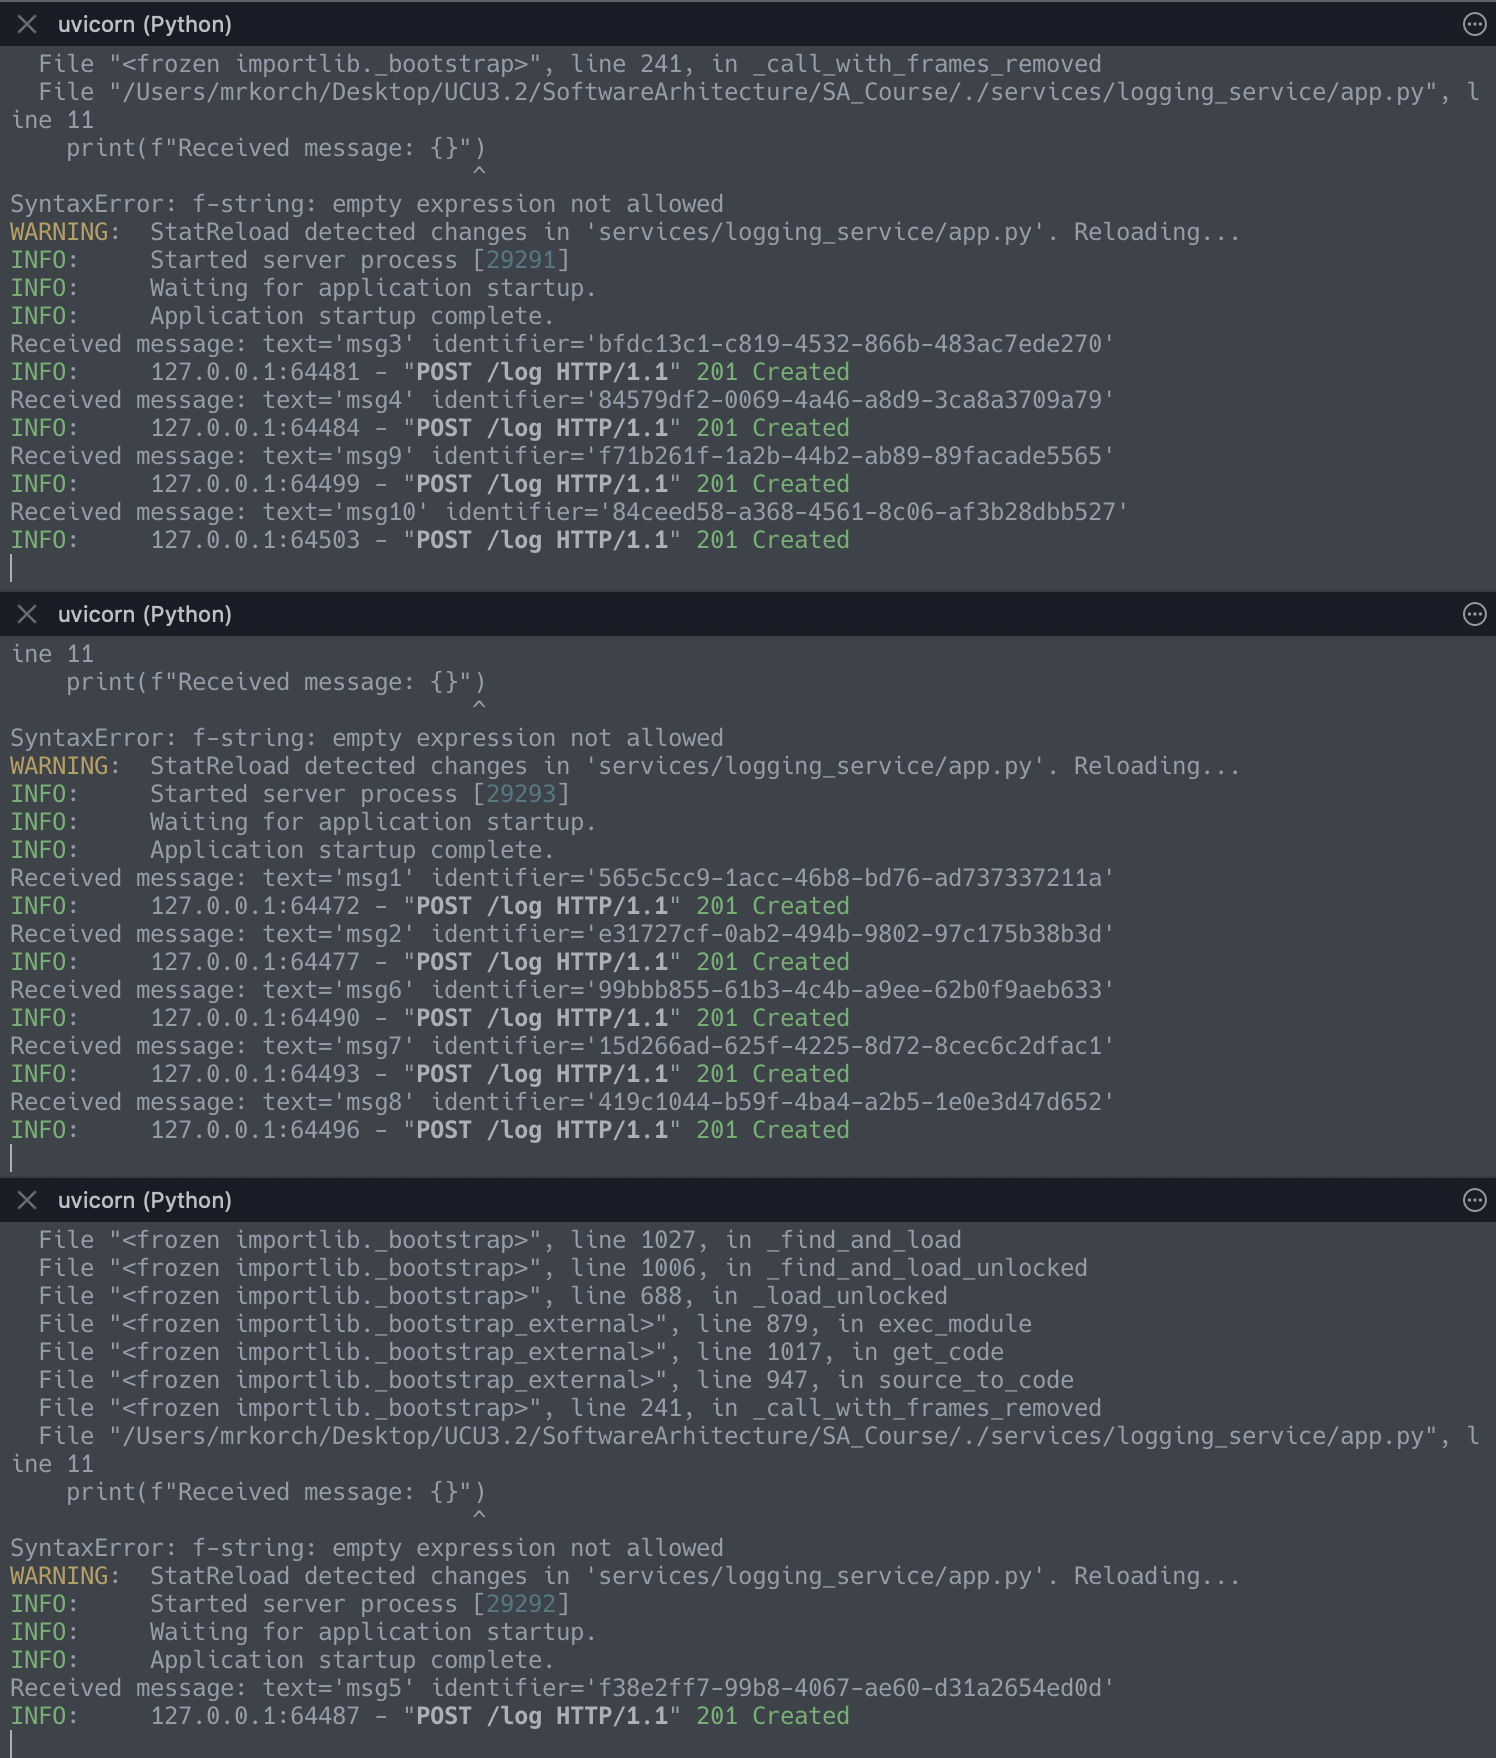 uvicorn (Python)
  File "<frozen importlib._bootstrap>", line 241, in _call_with_frames_removed
  File "/Users/mrkorch/Desktop/UCU3.2/SoftwareArhitecture/SA_Course/./services/logging_service/app.py", l
ine 11
    print(f"Received message: {}")
                                 ^
SyntaxError: f-string: empty expression not allowed
WARNING:  StatReload detected changes in 'services/logging_service/app.py'. Reloading...
INFO:     Started server process [29291]
INFO:     Waiting for application startup.
INFO:     Application startup complete.
Received message: text='msg3' identifier='bfdc13c1-c819-4532-866b-483ac7ede270'
INFO:     127.0.0.1:64481 - "POST /log HTTP/1.1" 201 Created
Received message: text='msg4' identifier='84579df2-0069-4a46-a8d9-3ca8a3709a79'
INFO:     127.0.0.1:64484 - "POST /log HTTP/1.1" 201 Created
Received message: text='msg9' identifier='f71b261f-1a2b-44b2-ab89-89facade5565'
INFO:     127.0.0.1:64499 - "POST /log HTTP/1.1" 201 Created
Received message: text='msg10' identifier='84ceed58-a368-4561-8c06-af3b28dbb527'
INFO:     127.0.0.1:64503 - "POST /log HTTP/1.1" 201 Created
uvicorn (Python)
ine 11
    print(f"Received message: {}")
                                 ^
SyntaxError: f-string: empty expression not allowed
WARNING:  StatReload detected changes in 'services/logging_service/app.py'. Reloading...
INFO:     Started server process [29293]
INFO:     Waiting for application startup.
INFO:     Application startup complete.
Received message: text='msg1' identifier='565c5cc9-1acc-46b8-bd76-ad737337211a'
INFO:     127.0.0.1:64472 - "POST /log HTTP/1.1" 201 Created
Received message: text='msg2' identifier='e31727cf-0ab2-494b-9802-97c175b38b3d'
INFO:     127.0.0.1:64477 - "POST /log HTTP/1.1" 201 Created
Received message: text='msg6' identifier='99bbb855-61b3-4c4b-a9ee-62b0f9aeb633'
INFO:     127.0.0.1:64490 - "POST /log HTTP/1.1" 201 Created
Received message: text='msg7' identifier='15d266ad-625f-4225-8d72-8cec6c2dfac1'
INFO:     127.0.0.1:64493 - "POST /log HTTP/1.1" 201 Created
Received message: text='msg8' identifier='419c1044-b59f-4ba4-a2b5-1e0e3d47d652'
INFO:     127.0.0.1:64496 - "POST /log HTTP/1.1" 201 Created
uvicorn (Python)
  File "<frozen importlib._bootstrap>", line 1027, in _find_and_load
  File "<frozen importlib._bootstrap>", line 1006, in _find_and_load_unlocked
  File "<frozen importlib._bootstrap>", line 688, in _load_unlocked
  File "<frozen importlib._bootstrap_external>", line 879, in exec_module
  File "<frozen importlib._bootstrap_external>", line 1017, in get_code
  File "<frozen importlib._bootstrap_external>", line 947, in source_to_code
  File "<frozen importlib._bootstrap>", line 241, in _call_with_frames_removed
  File "/Users/mrkorch/Desktop/UCU3.2/SoftwareArhitecture/SA_Course/./services/logging_service/app.py", l
ine 11
    print(f"Received message: {}")
                                 ^
SyntaxError: f-string: empty expression not allowed
WARNING:  StatReload detected changes in 'services/logging_service/app.py'. Reloading...
INFO:     Started server process [29292]
INFO:     Waiting for application startup.
INFO:     Application startup complete.
Received message: text='msg5' identifier='f38e2ff7-99b8-4067-ae60-d31a2654ed0d'
INFO:     127.0.0.1:64487 - "POST /log HTTP/1.1" 201 Created